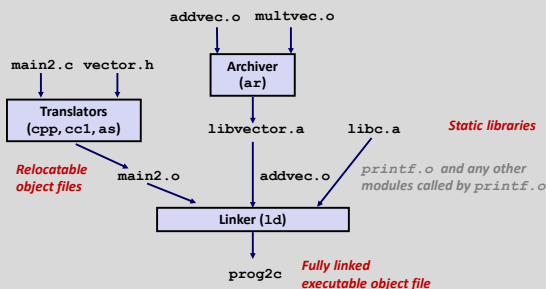 addvec.o multvec.o
main2.c vector.h
Archiver
(ar)
Translators
(cpp, cc1, as)
libvector.a libc.a Static libraries
Relocatable
object files
main2.o addvec.o
printf.o and any other
modules called by printf.o
Linker (ld)
prog2c
Fully linked
executable object file